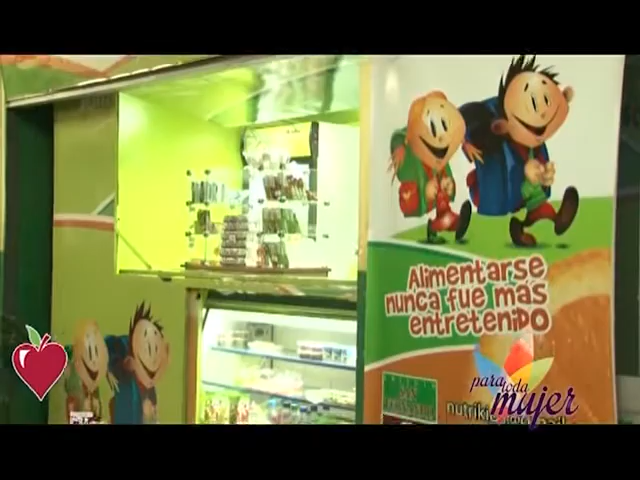 Alimentarse
nunca fue más
entretenido
para
toda
mujer